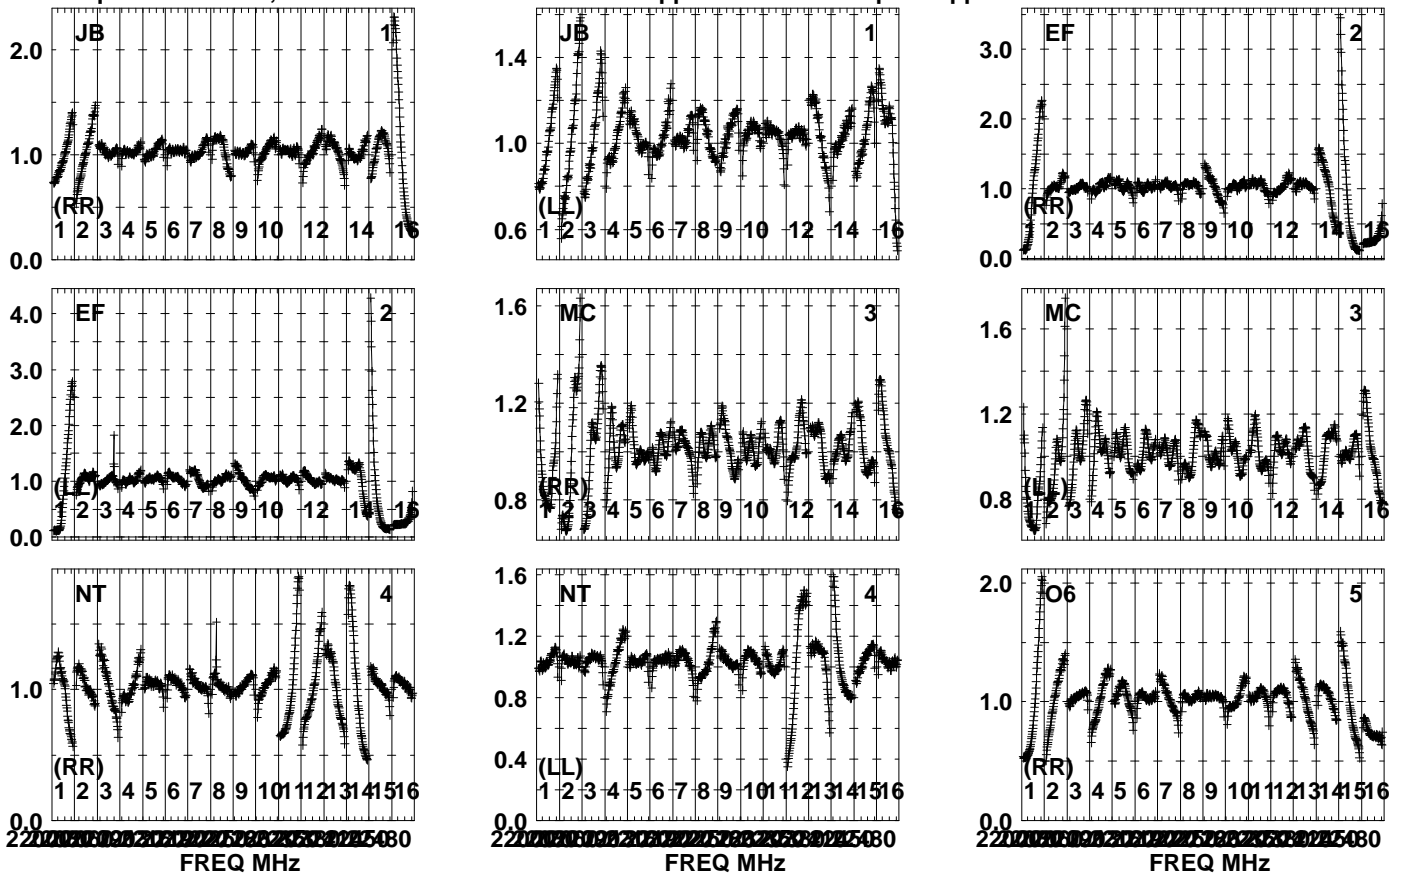 JB 1
2.0
1.0
0.0
(RR)
1 2 3 4 5 6 7 8 9 10 12 14 16
JB 1
1.4
1.0
0.6
(LL)
1 2 3 4 5 6 7 8 9 10 12 14 16
EF 2
3.0
2.0
1.0
0.0
(RR)
2 3 4 5 6 7 8 9 10 12 14 16
EF 2
4.0
3.0
2.0
1.0
0.0
(LL)
2 3 4 5 6 7 8 9 10 12 14 16
MC 3
1.6
1.2
0.8
(RR)
1 2 3 4 5 6 7 8 9 10 12 14 16
MC 3
1.6
1.2
0.8
(LL)
1 2 3 4 5 6 7 8 9 10 12 14 16
NT 4
1.0
0.0
(RR)
1 2 3 4 5 6 7 8 9 10 11 12 13 14 15 16
FREQ MHz
NT 4
1.6
1.2
0.8
0.4
0.0
(LL)
1 2 3 4 5 6 7 8 9 10 11 12 13 14 15 16
FREQ MHz
O6 5
2.0
1.0
0.0
(RR)
1 2 3 4 5 6 7 8 9 10 11 12 13 14 15 16
FREQ MHz